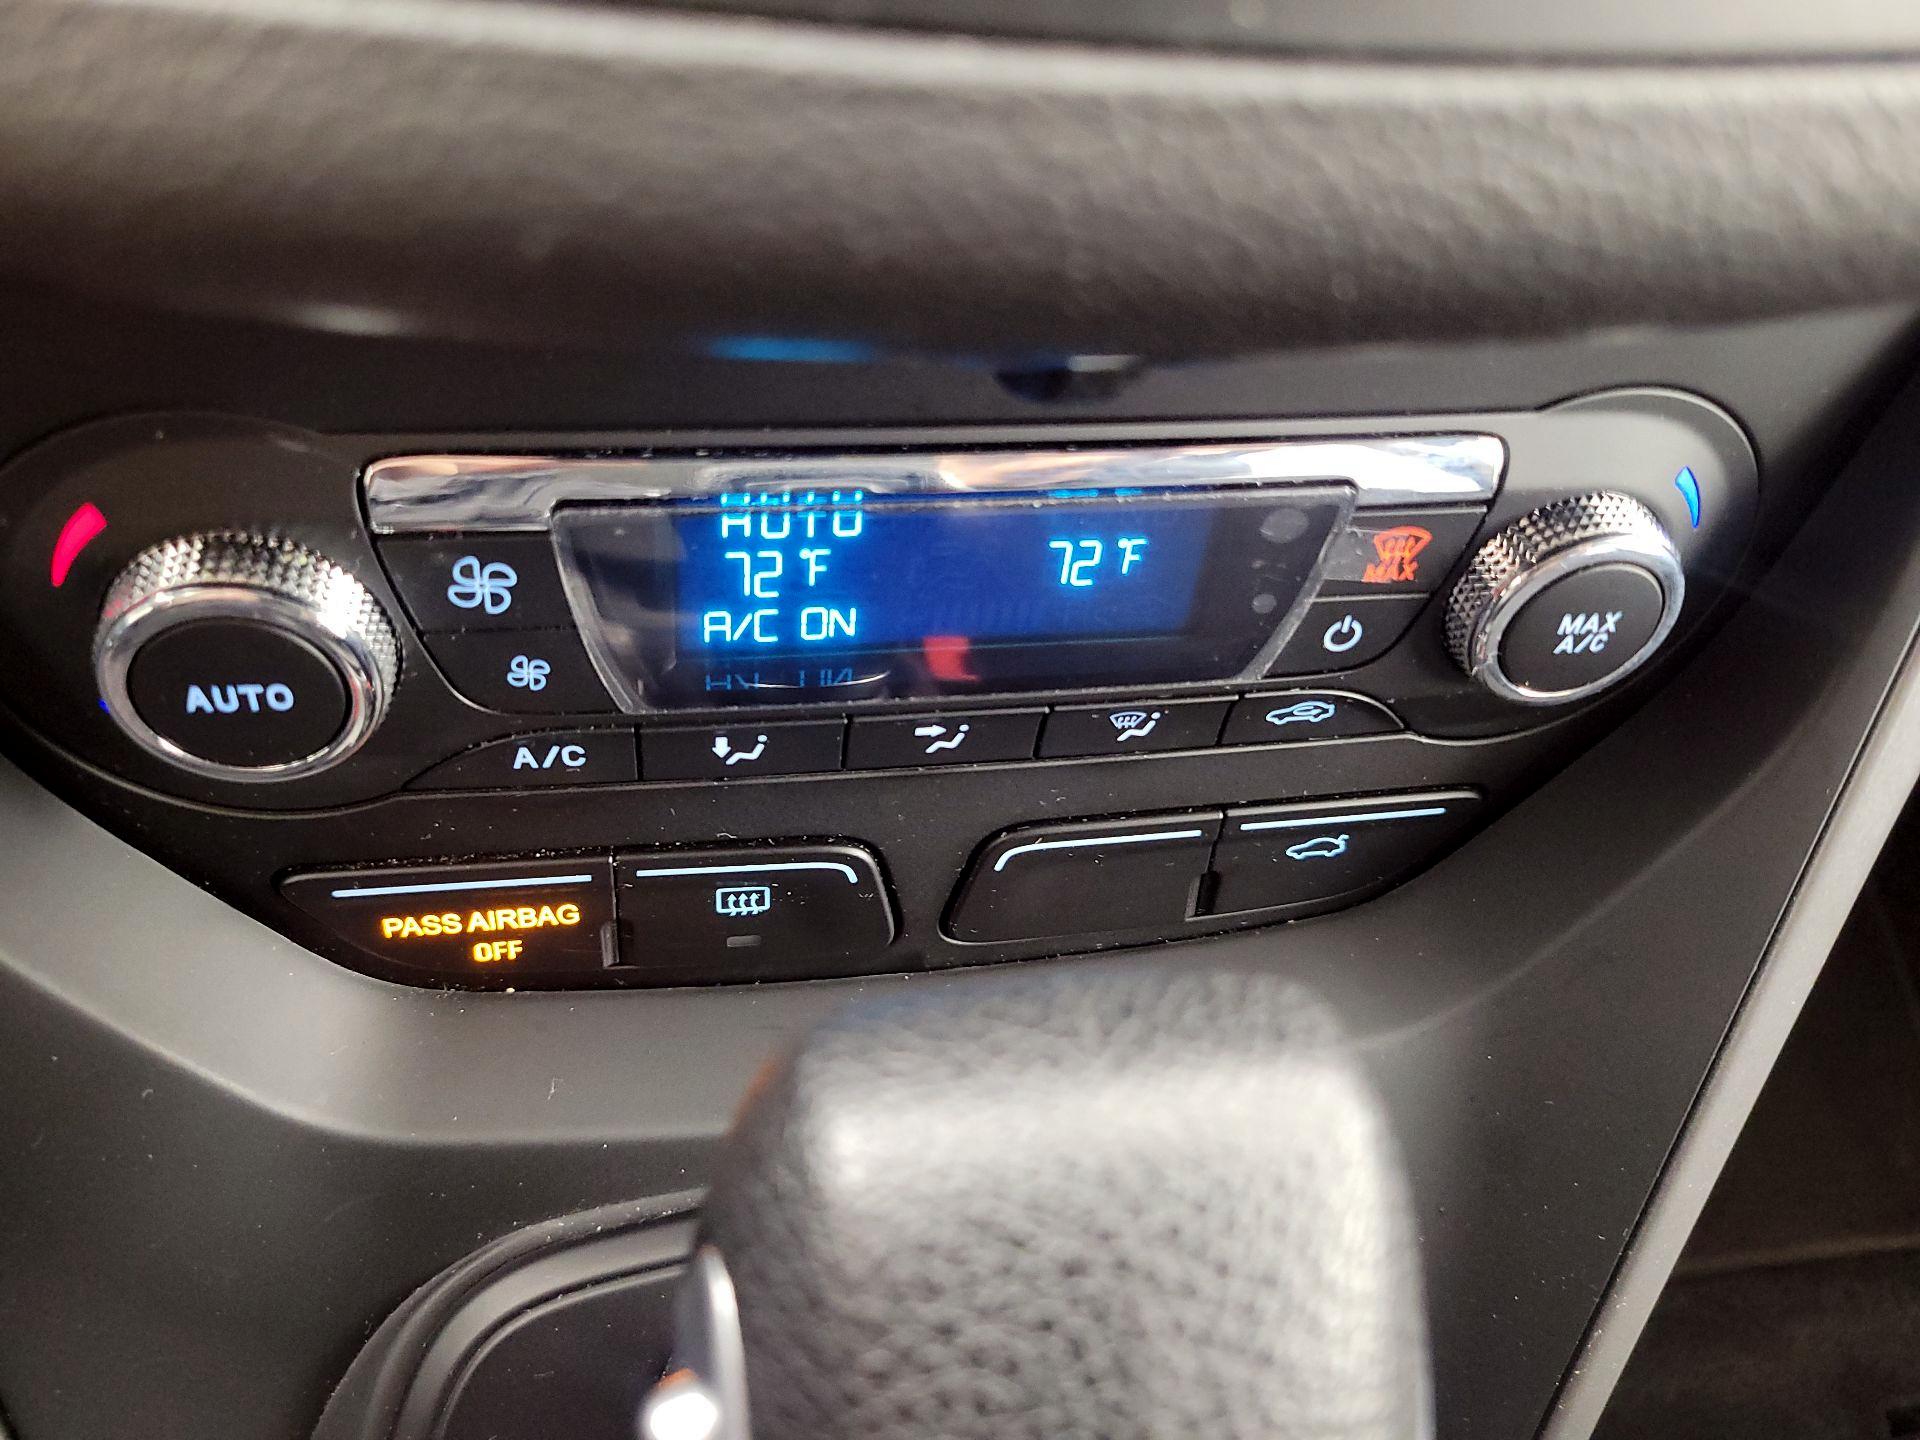 AUTO
72°F 72°F
A/C ON
MAX
AUTO
MAX
A/C
A/C
PASS AIRBAG
OFF